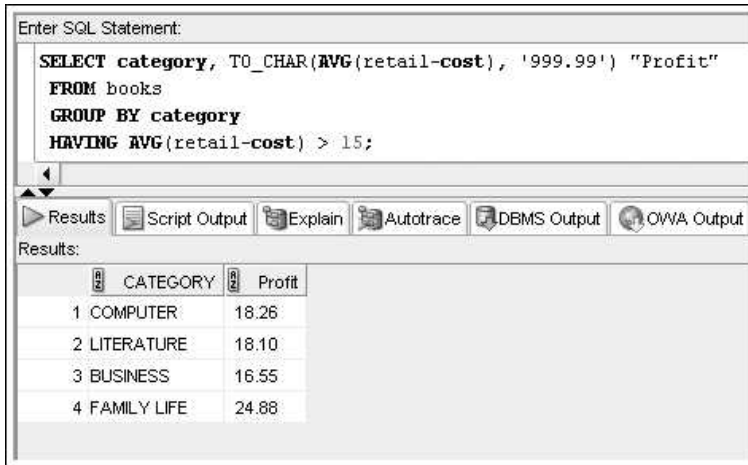 Enter SQL Statement:
SELECT category, TO_CHAR(AVG(retail-cost), '999.99') "Profit"
FROM books
GROUP BY category
HAVING AVG(retail-cost) > 15;
Results Script Output Explain Autotrace DBMS Output OWA Output
Results:
CATEGORY Profit
1 COMPUTER 18.26
2 LITERATURE 18.10
3 BUSINESS 16.55
4 FAMILY LIFE 24.88